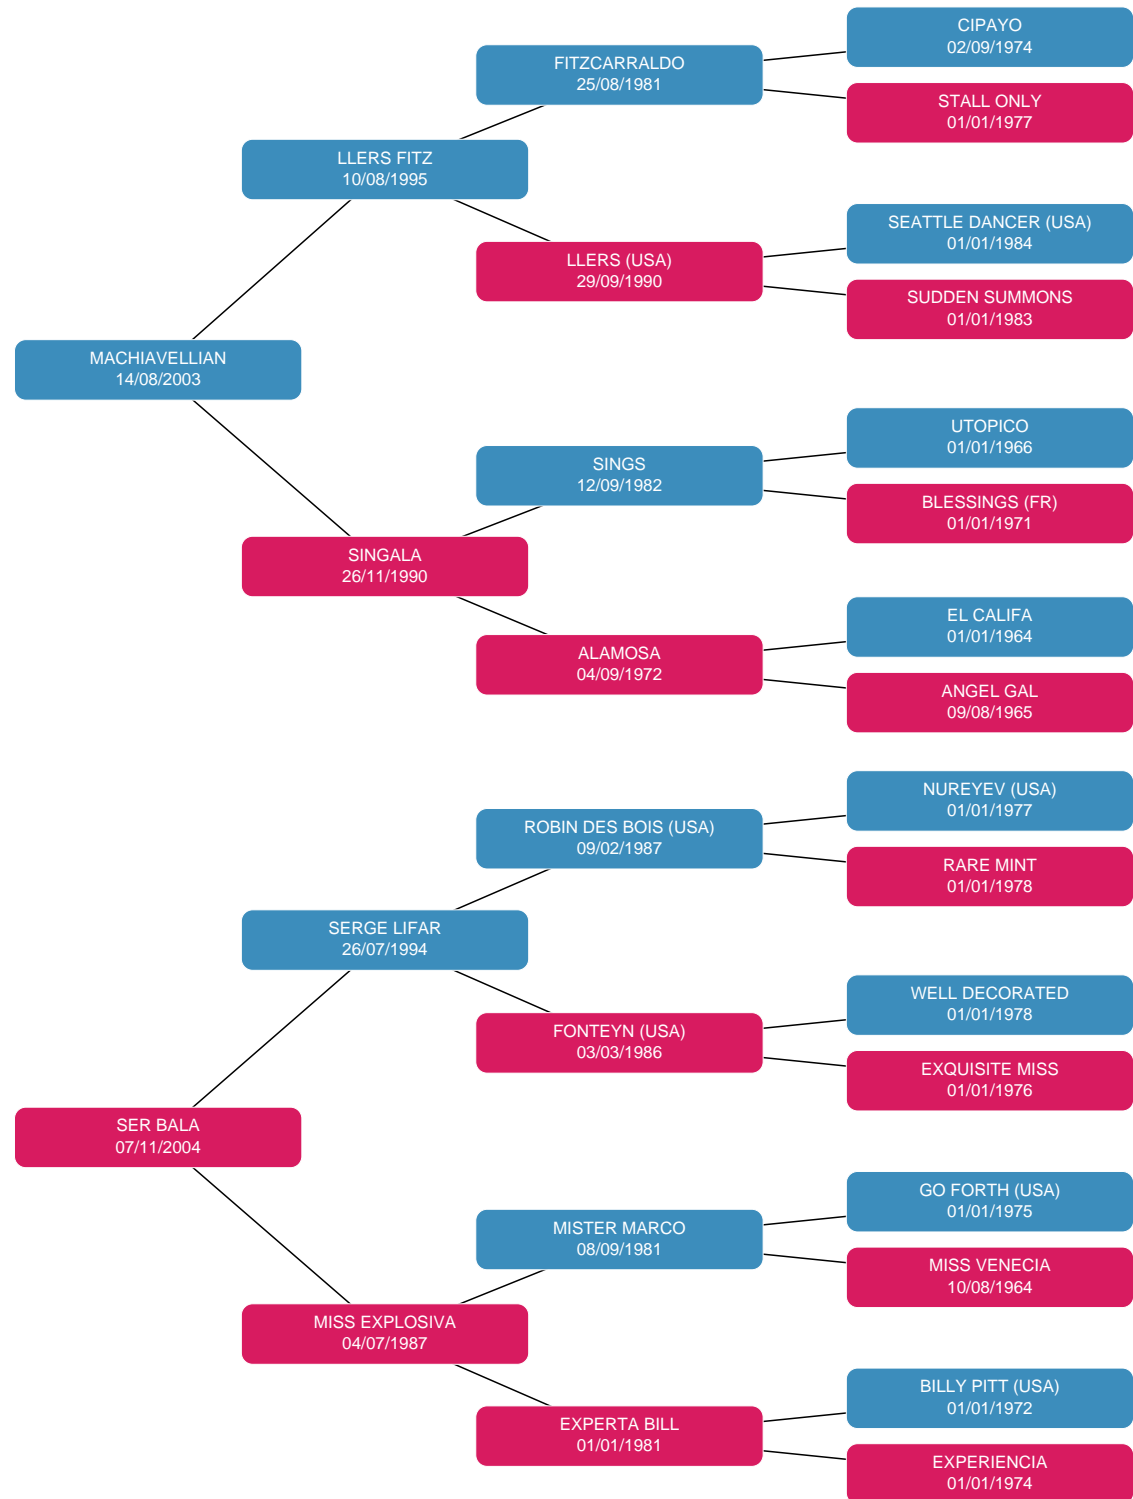 CIPAYO
02/09/1974
FITZCARRALDO
25/08/1981
STALL ONLY
01/01/1977
LLERS FITZ
10/08/1995
SEATTLE DANCER (USA)
01/01/1984
LLERS (USA)
29/09/1990
SUDDEN SUMMONS
01/01/1983
MACHIAVELLIAN
14/08/2003
UTOPICO
01/01/1966
SINGS
12/09/1982
BLESSINGS (FR)
01/01/1971
SINGALA
26/11/1990
EL CALIFA
01/01/1964
ALAMOSA
04/09/1972
ANGEL GAL
09/08/1965
NUREYEV (USA)
01/01/1977
ROBIN DES BOIS (USA)
09/02/1987
RARE MINT
01/01/1978
SERGE LIFAR
26/07/1994
WELL DECORATED
01/01/1978
FONTEYN (USA)
03/03/1986
EXQUISITE MISS
01/01/1976
SER BALA
07/11/2004
GO FORTH (USA)
01/01/1975
MISTER MARCO
08/09/1981
MISS VENECIA
10/08/1964
MISS EXPLOSIVA
04/07/1987
BILLY PITT (USA)
01/01/1972
EXPERTA BILL
01/01/1981
EXPERIENCIA
01/01/1974